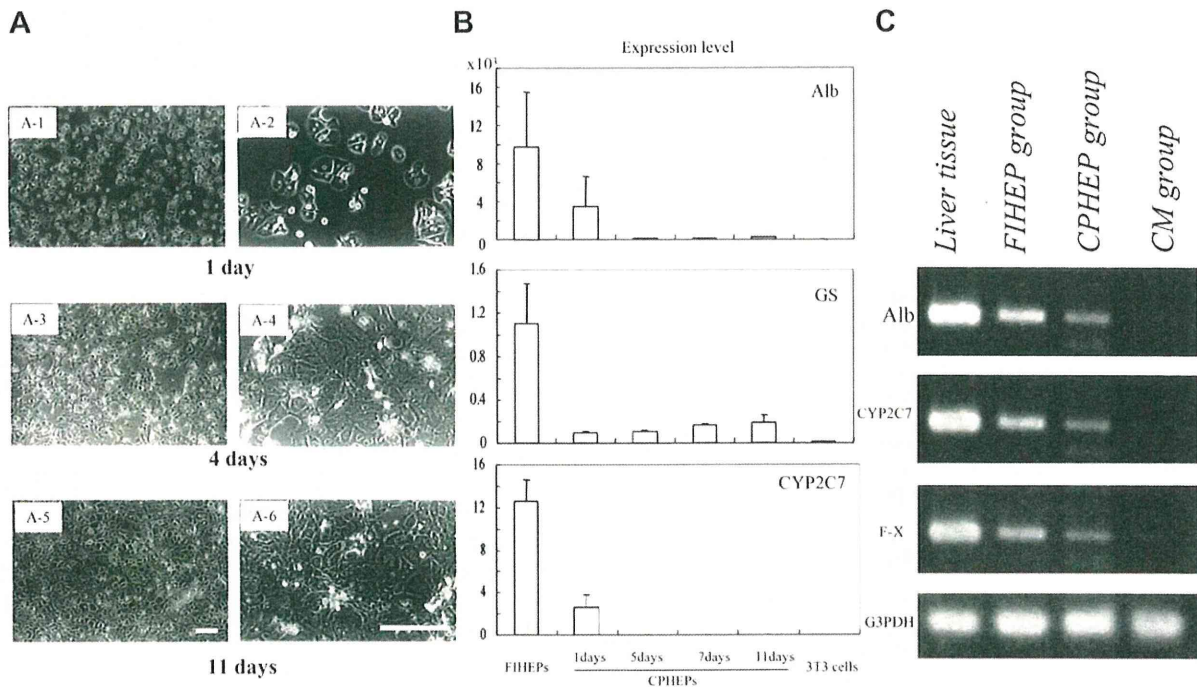 A
A-1
A-2
1 day
A-3
A-4
4 days
A-5
A-6
11 days
B
Expression level
Alb
16
12
8
4
0
GS
1.6
1.2
0.8
0.4
0
CYP2C7
16
12
8
4
0
FIHEPs
1days
5days
7days
11days
3T3 cells
CPHEPs
C
Liver tissue
FIHEP group
CPHEP group
CM group
Alb
CYP2C7
F-X
G3PDH